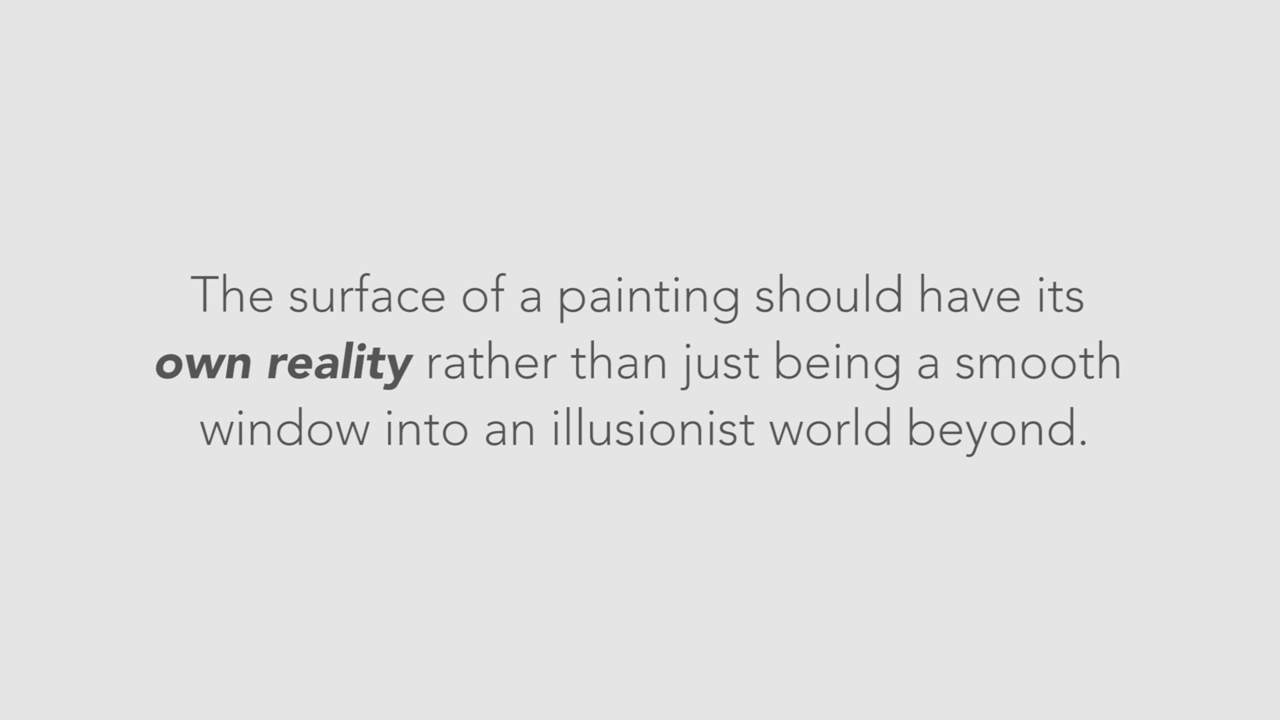 The surface of a painting should have its
own reality rather than just being a smooth
window into an illusionist world beyond.